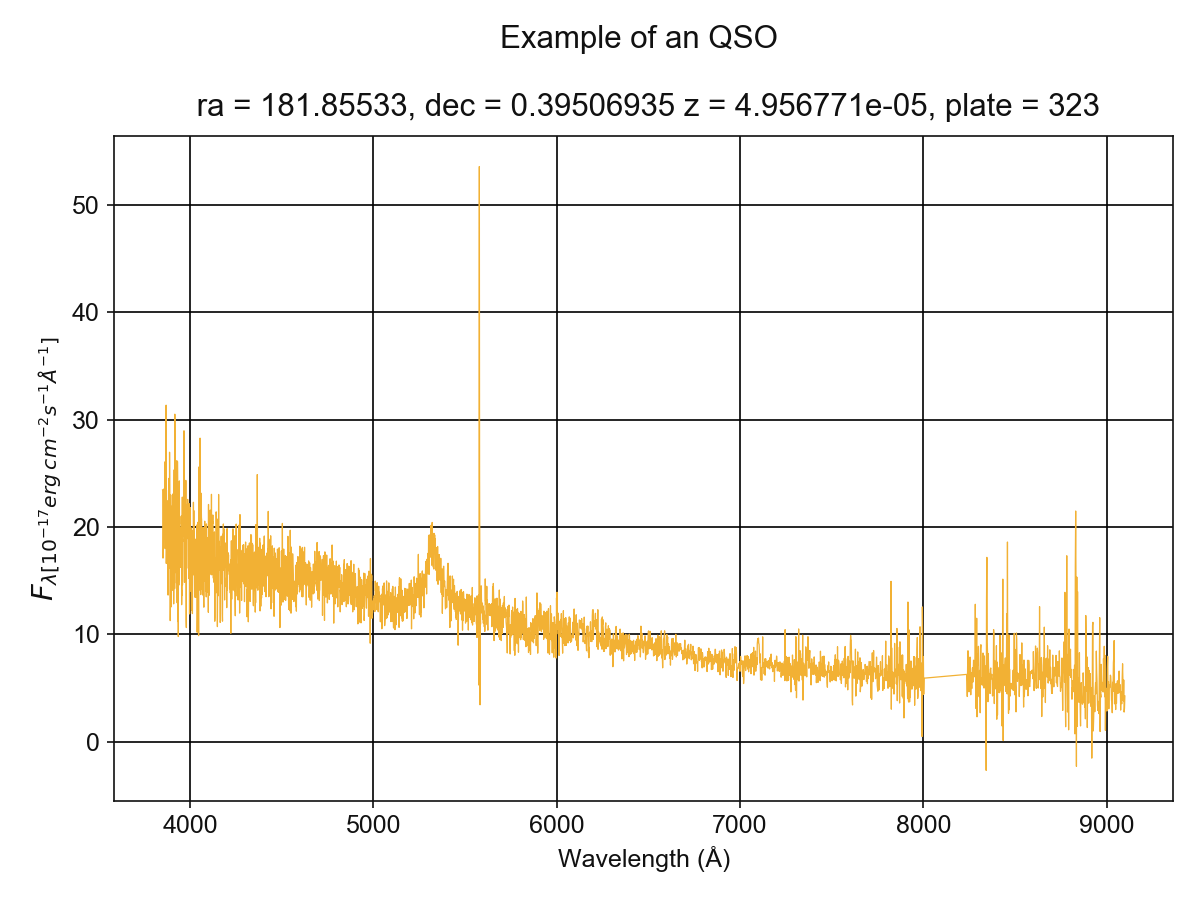 Example of an QSO
ra = 181.85533, dec = 0.39506935 z = 4.956771e-05, plate = 323
50
40
30
20
10
0
F_λ[10^−17 erg cm^−2 s^−1 Å^−1]
4000 5000 6000 7000 8000 9000
Wavelength (Å)